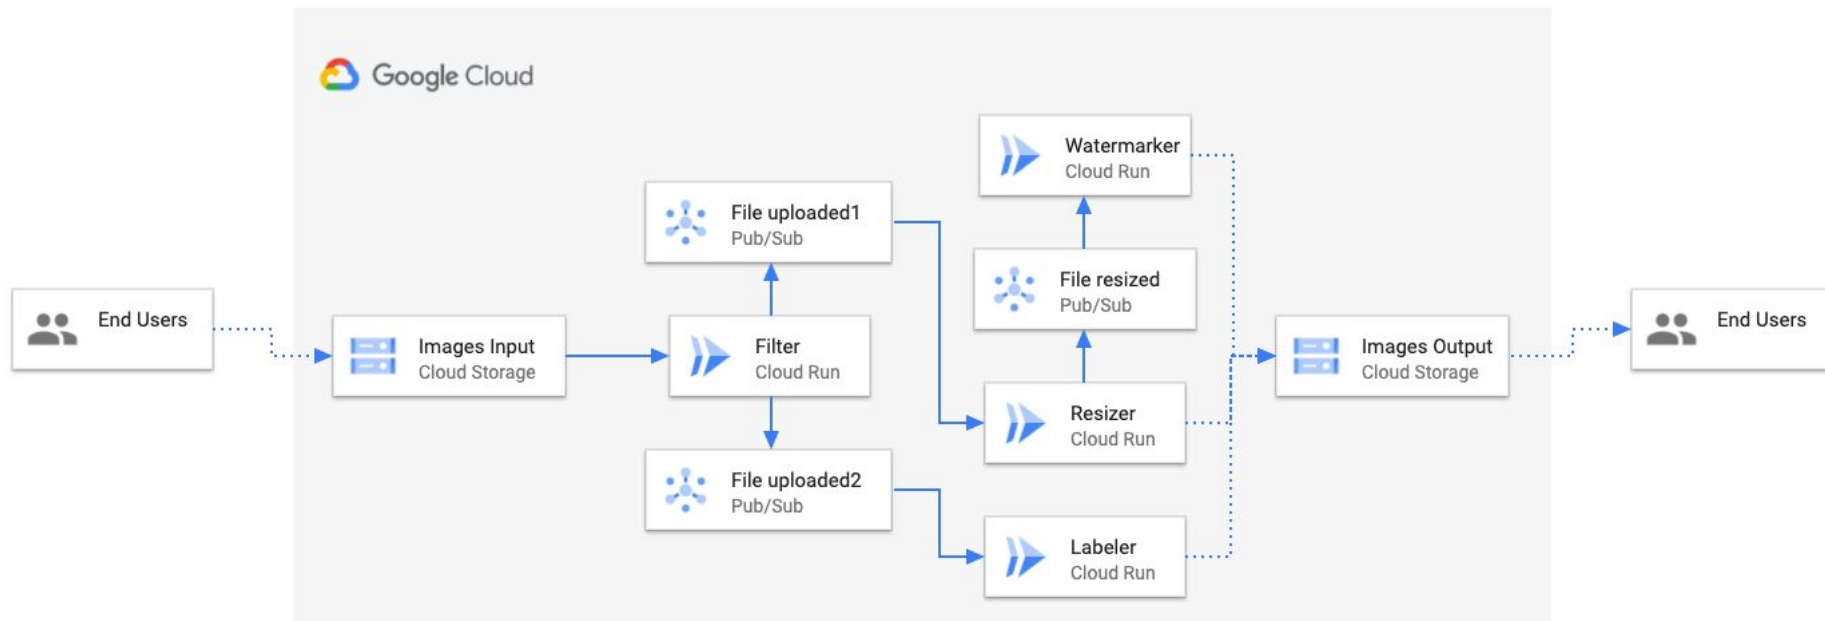 Google Cloud
End Users
Images Input
Cloud Storage
Filter
Cloud Run
File uploaded1
Pub/Sub
File uploaded2
Pub/Sub
Watermarker
Cloud Run
File resized
Pub/Sub
Resizer
Cloud Run
Labeler
Cloud Run
Images Output
Cloud Storage
End Users